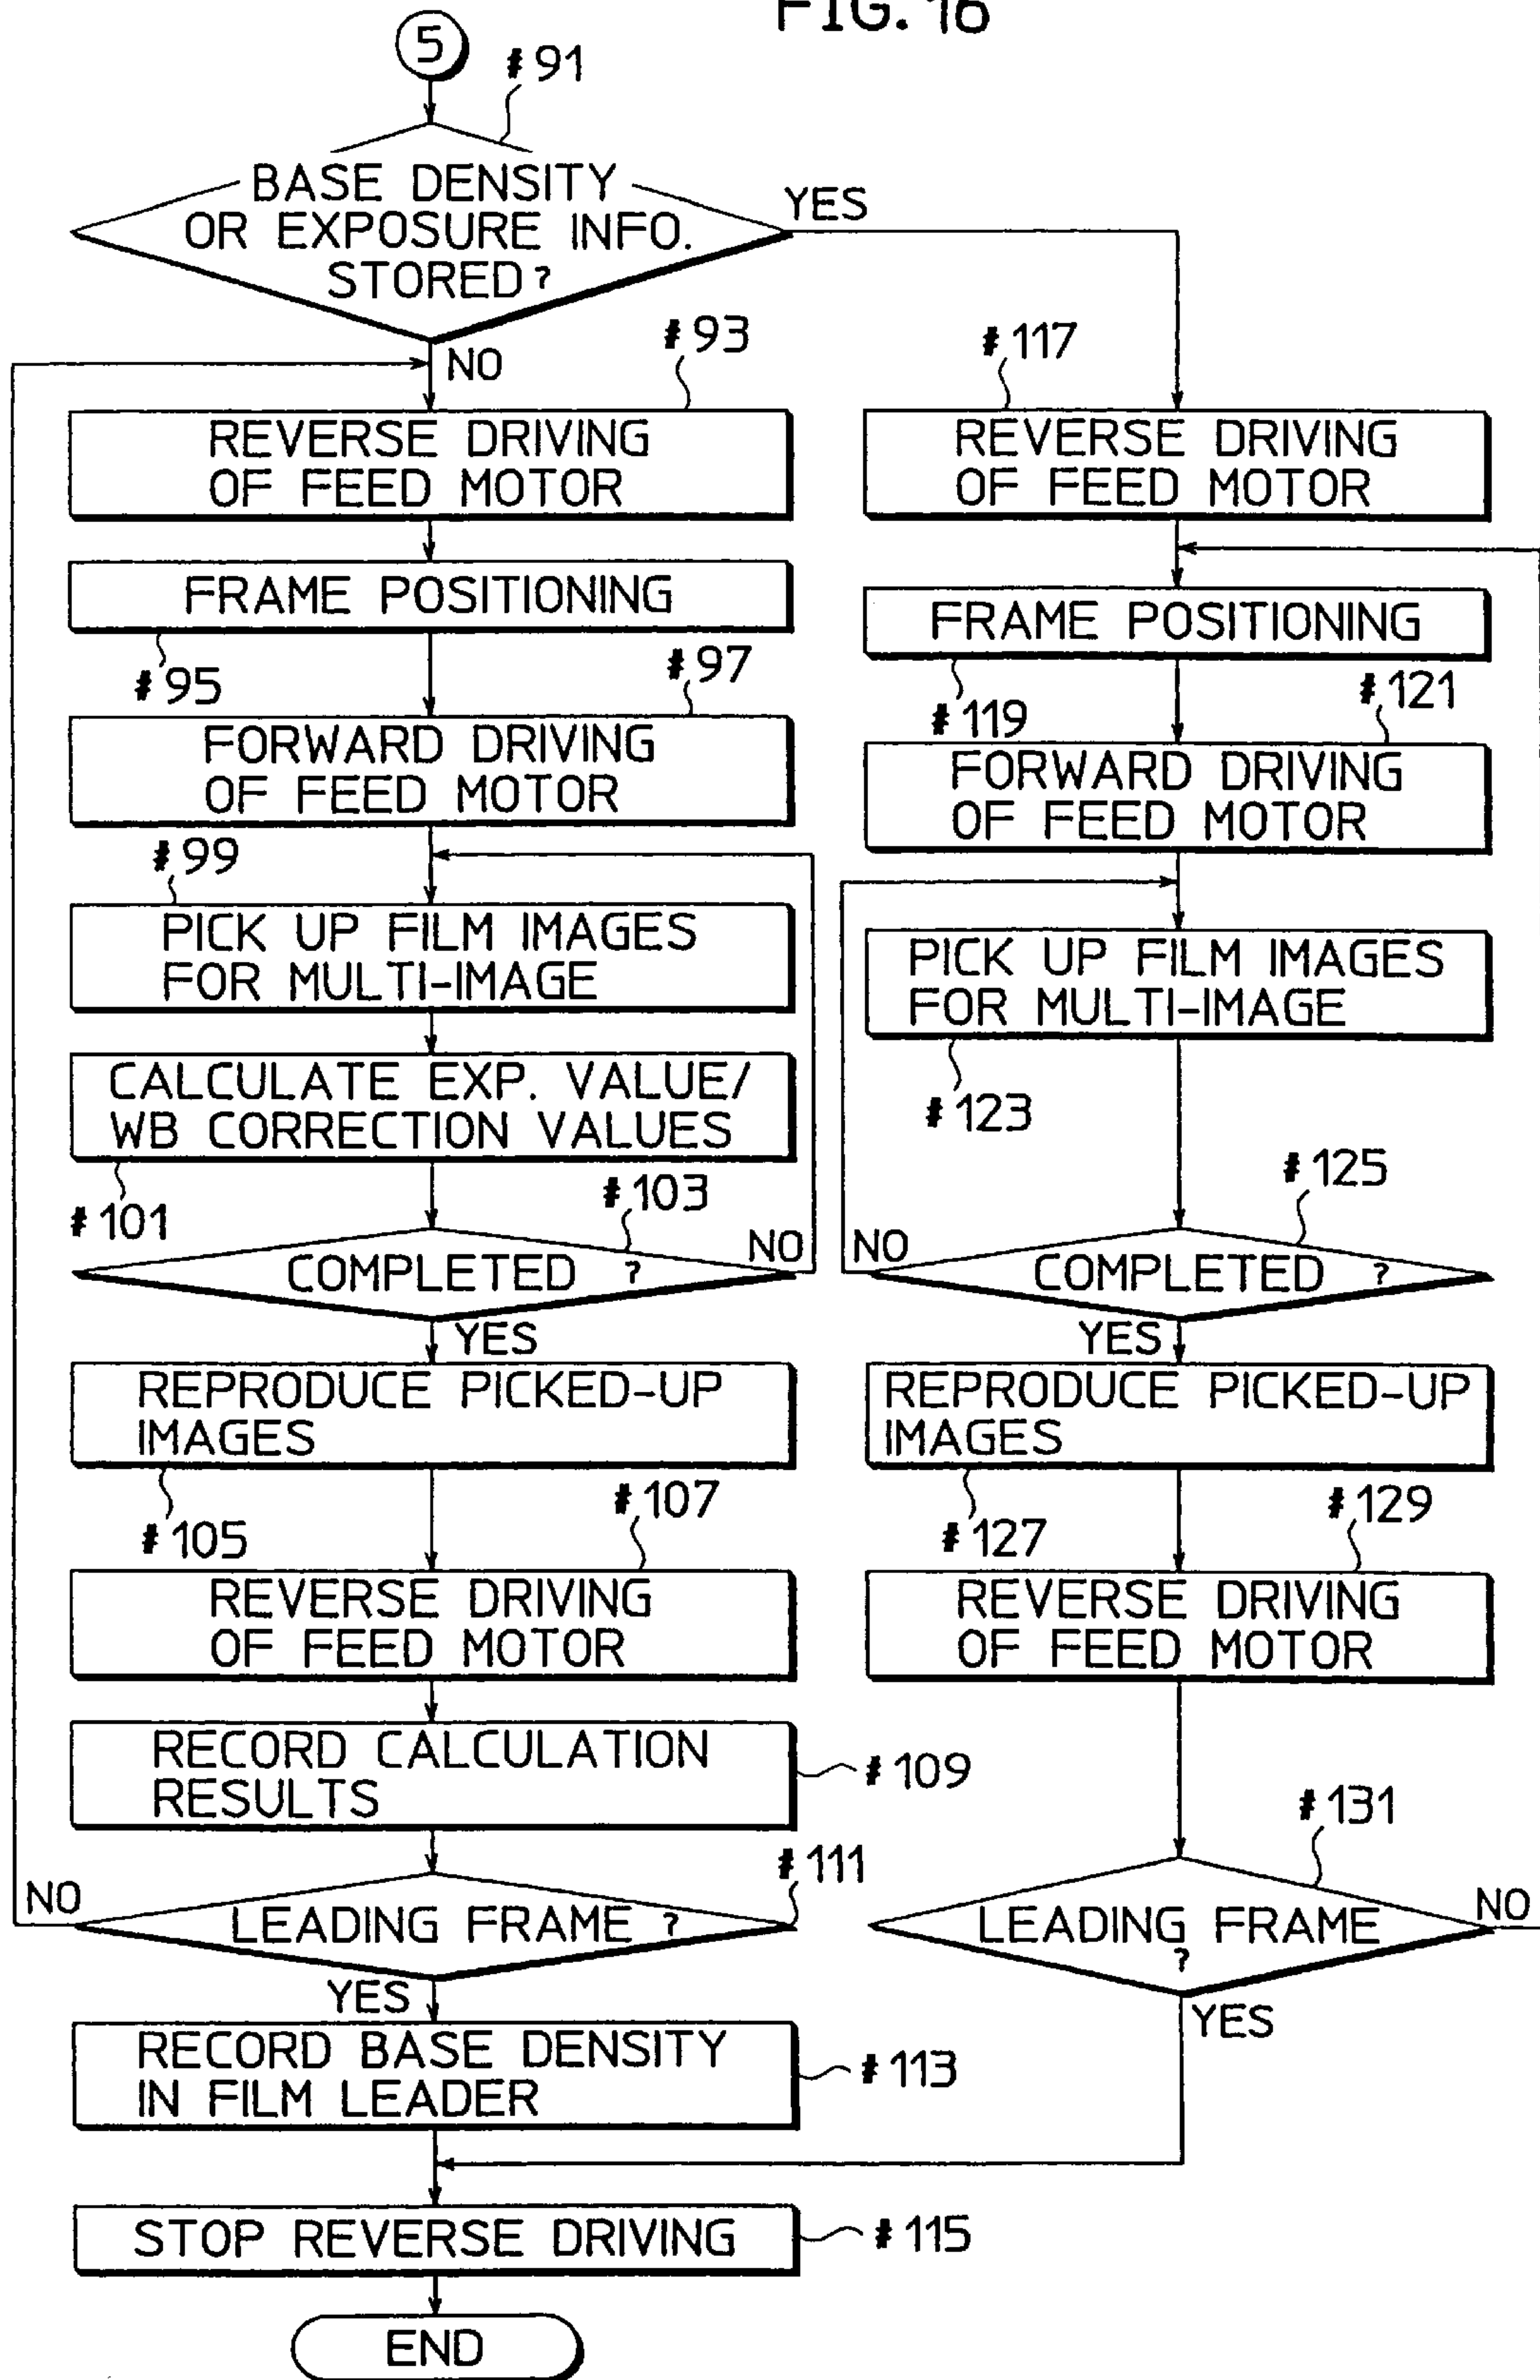 FIG. 16
5
#91
BASE DENSITY
OR EXPOSURE INFO.
STORED ?
YES
NO
#93
REVERSE DRIVING
OF FEED MOTOR
FRAME POSITIONING
#95
#97
FORWARD DRIVING
OF FEED MOTOR
#99
PICK UP FILM IMAGES
FOR MULTI-IMAGE
CALCULATE EXP. VALUE/
WB CORRECTION VALUES
#101
#103
COMPLETED ?
NO
YES
REPRODUCE PICKED-UP
IMAGES
#105
#107
REVERSE DRIVING
OF FEED MOTOR
RECORD CALCULATION
RESULTS
#109
#111
NO
LEADING FRAME ?
YES
RECORD BASE DENSITY
IN FILM LEADER
#113
STOP REVERSE DRIVING
#115
END
#117
REVERSE DRIVING
OF FEED MOTOR
FRAME POSITIONING
#119
#121
FORWARD DRIVING
OF FEED MOTOR
PICK UP FILM IMAGES
FOR MULTI-IMAGE
#123
#125
NO
COMPLETED ?
YES
REPRODUCE PICKED-UP
IMAGES
#127
#129
REVERSE DRIVING
OF FEED MOTOR
#131
LEADING FRAME
?
NO
YES